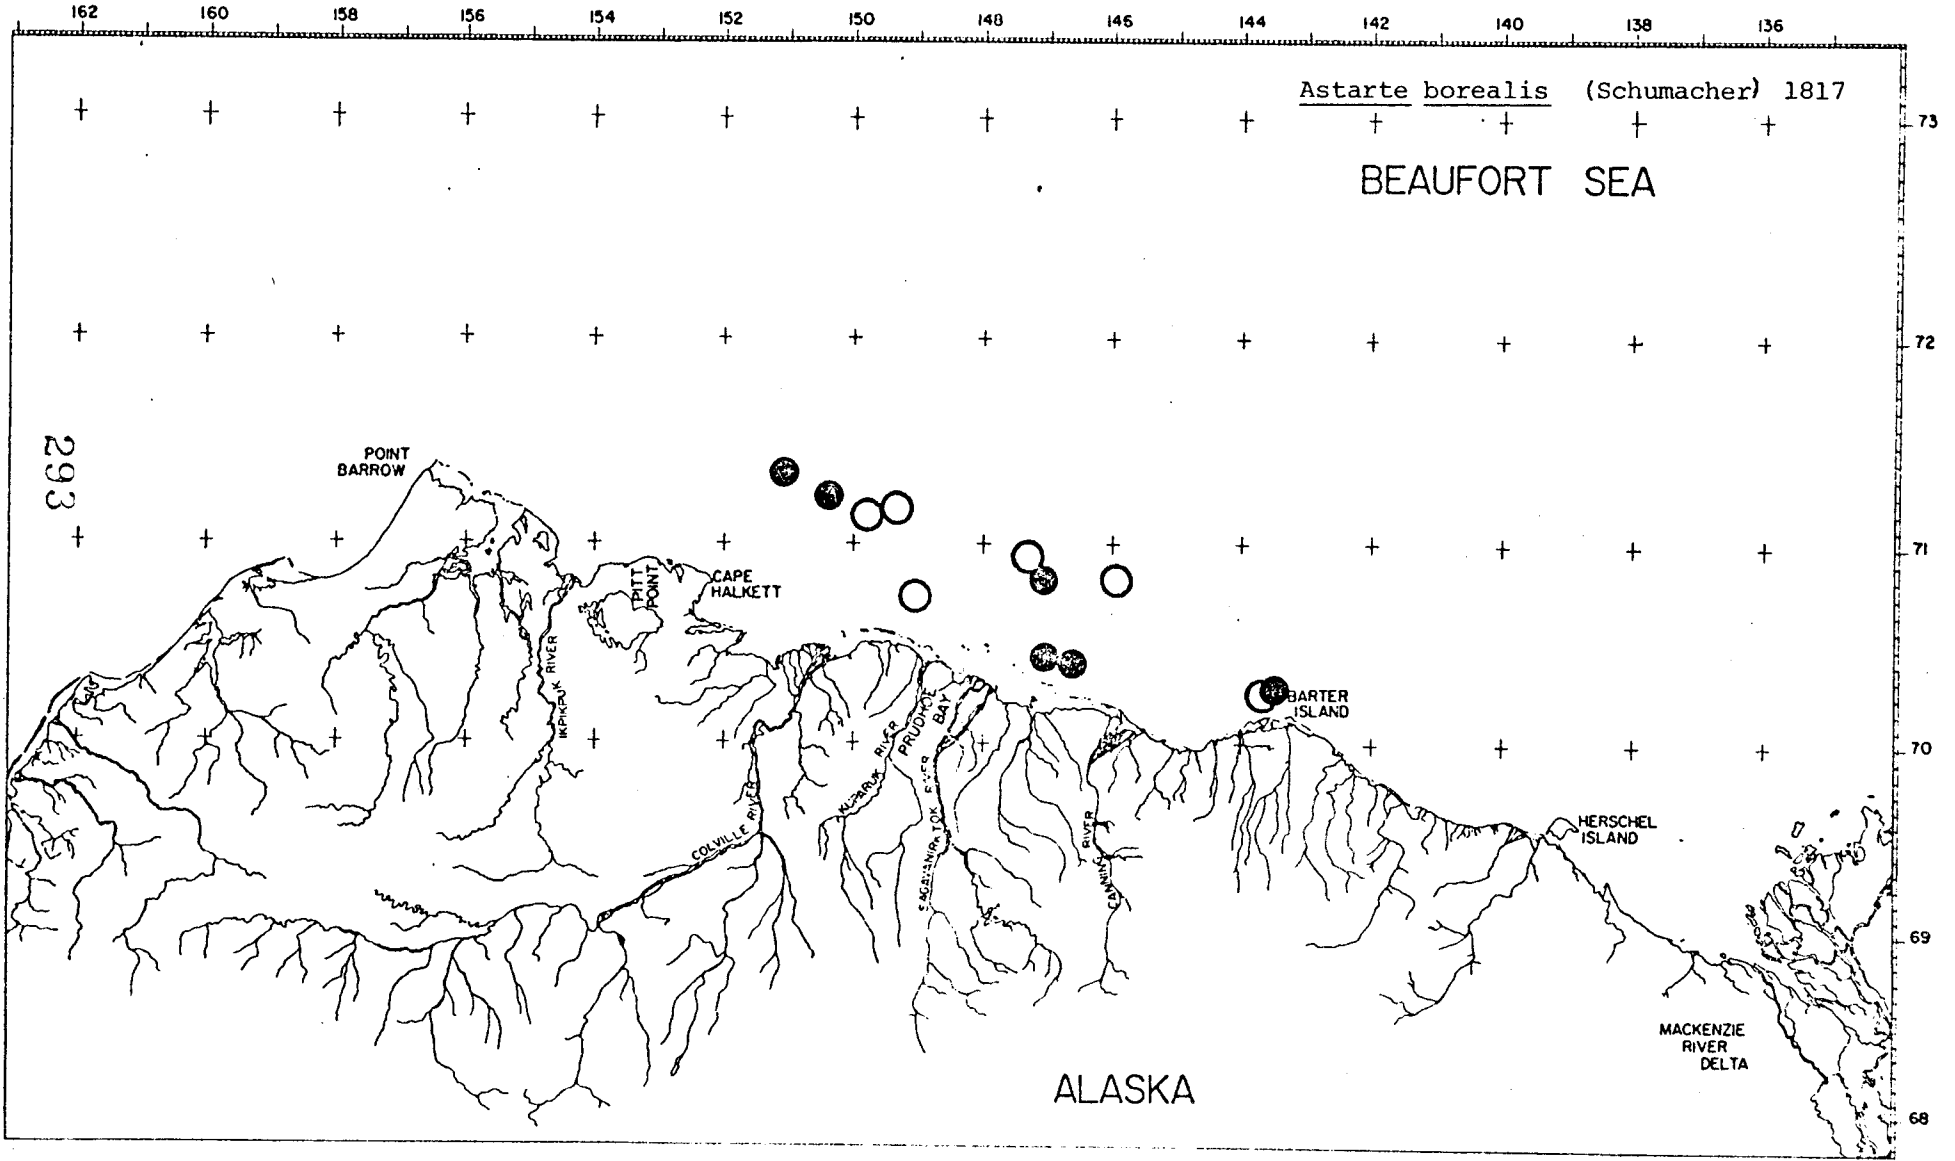 162 160 158 156 154 152 150 148 146 144 142 140 138 136
Astarte borealis (Schumacher) 1817
73
BEAUFORT SEA
72
293
POINT
BARROW
71
PITT
POINT
CAPE
HALKETT
IKPIKPUK RIVER
BARTER
ISLAND
PRUDHOE
BAY
70
KUPARUK RIVER
COLVILLE RIVER
SAGAVANIRKTOK RIVER
CANNING RIVER
HERSCHEL
ISLAND
69
MACKENZIE
RIVER
DELTA
ALASKA
68